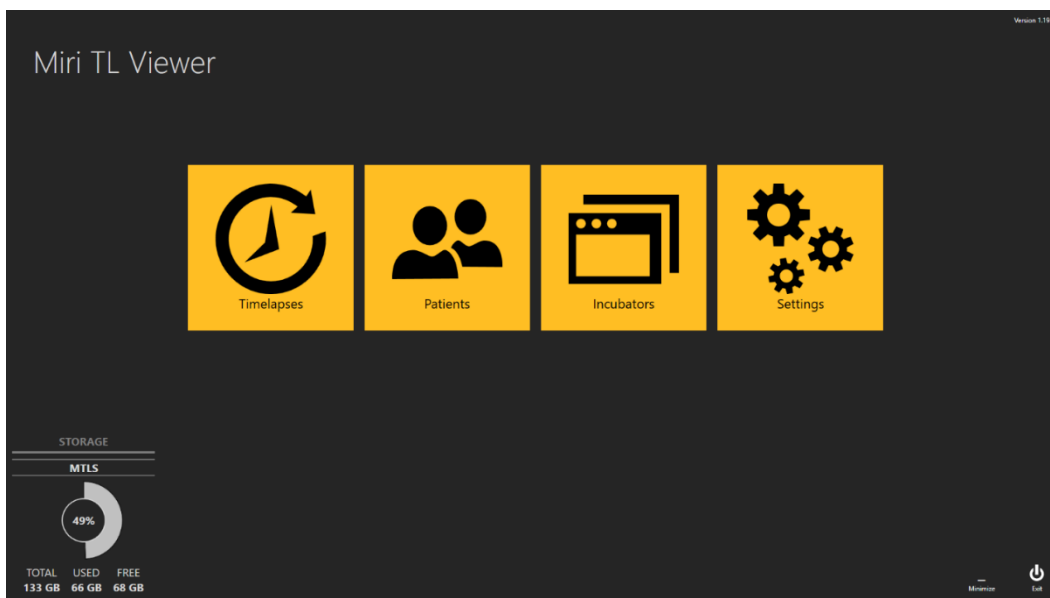 Version 1.19
Miri TL Viewer
Timelapses
Patients
Incubators
Settings
STORAGE
MTLS
49%
TOTAL USED FREE
133 GB 66 GB 68 GB
Minimize
Exit